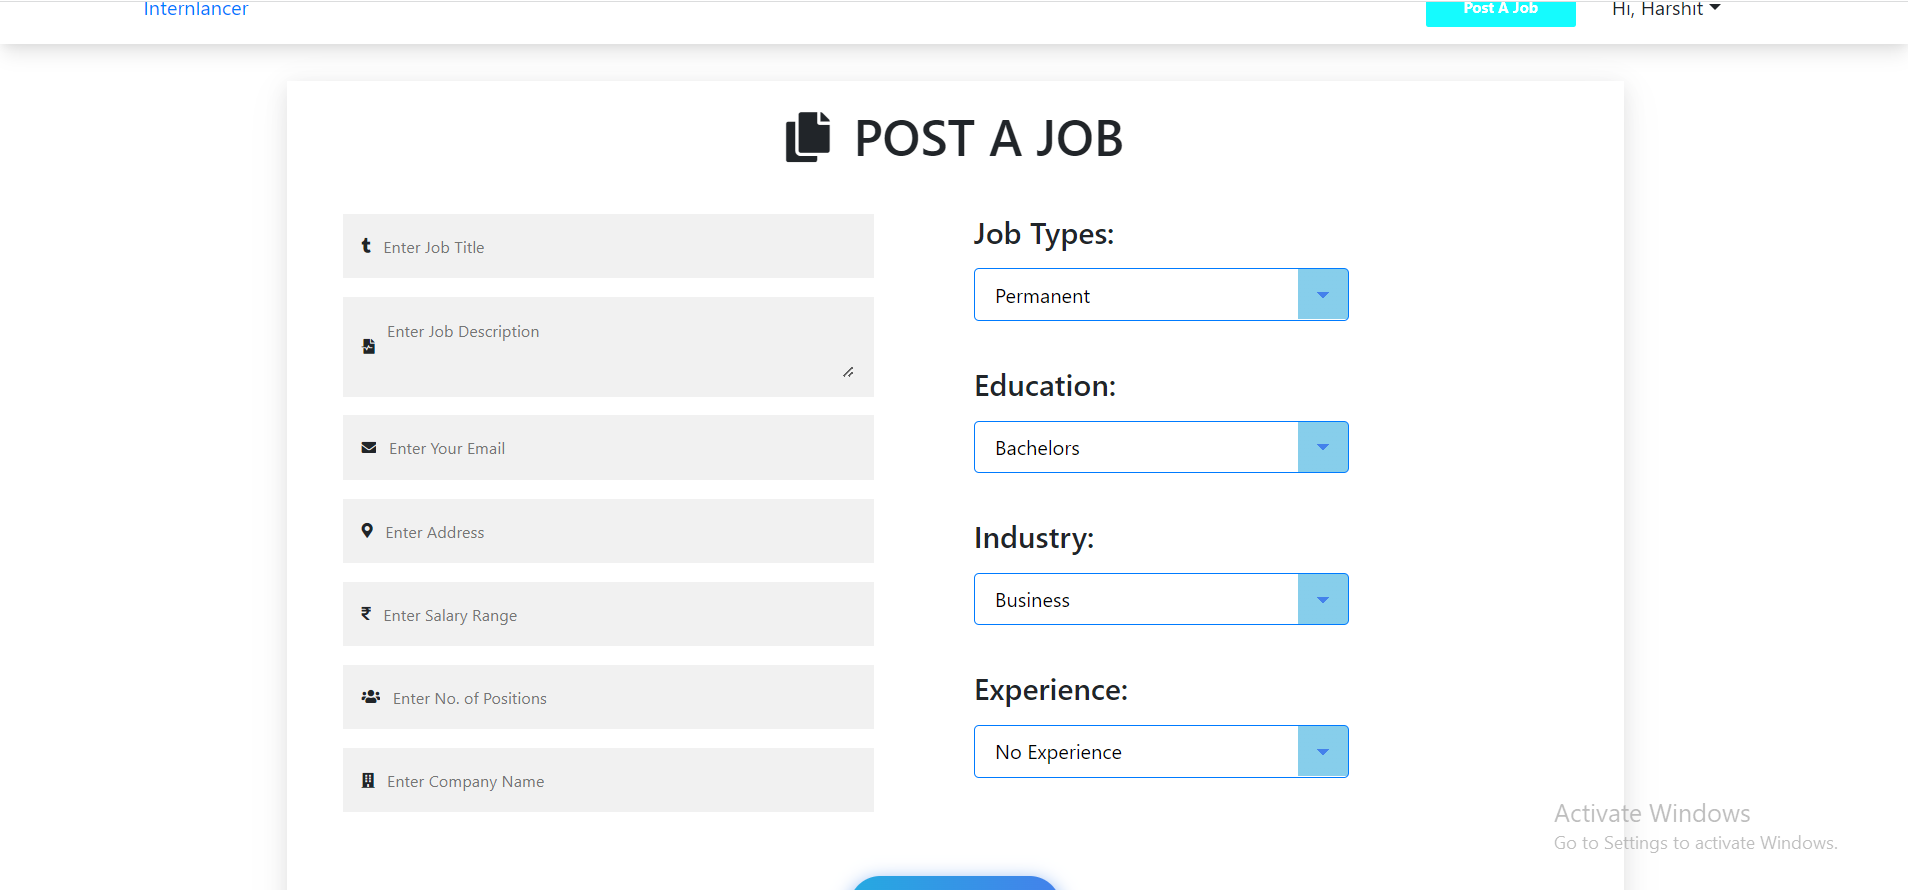 Internlancer
Post A Job
Hi, Harshit
POST A JOB
Enter Job Title
Enter Job Description
Enter Your Email
Enter Address
Enter Salary Range
Enter No. of Positions
Enter Company Name
Job Types:
Permanent
Education:
Bachelors
Industry:
Business
Experience:
No Experience
Activate Windows
Go to Settings to activate Windows.